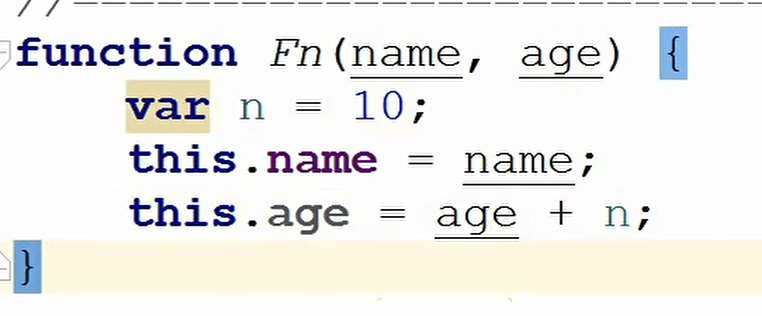 //------------------------------
function Fn(name, age) {
    var n = 10;
    this.name = name;
    this.age = age + n;
}